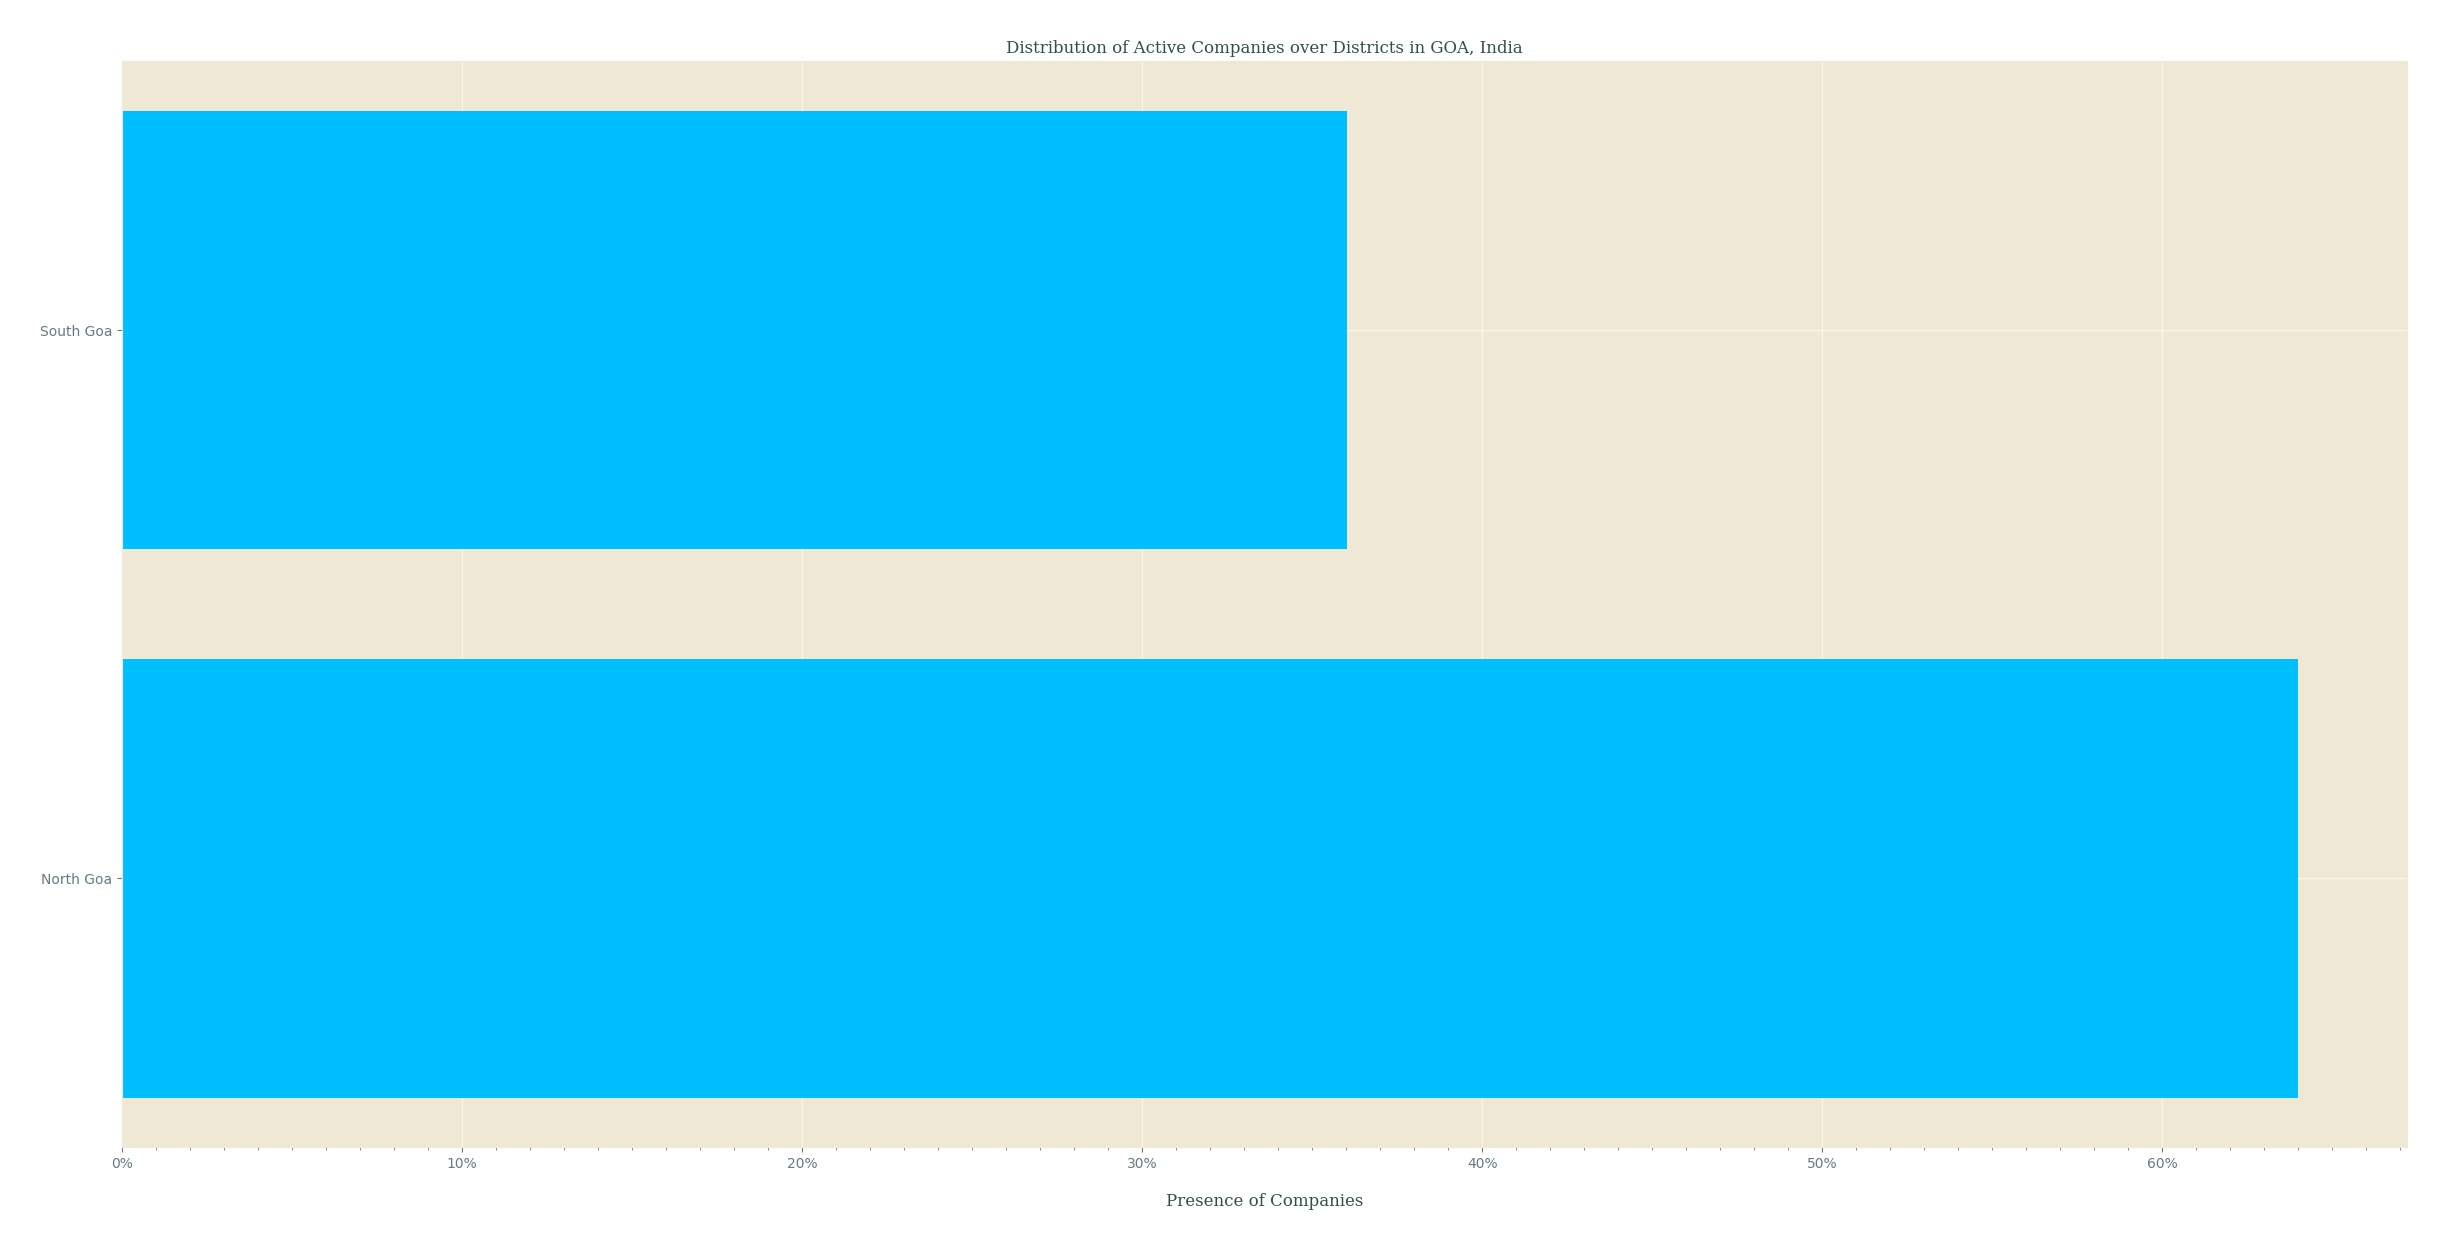 Distribution of Active Companies over Districts in GOA, India
South Goa
North Goa
0% 10% 20% 30% 40% 50% 60%
Presence of Companies